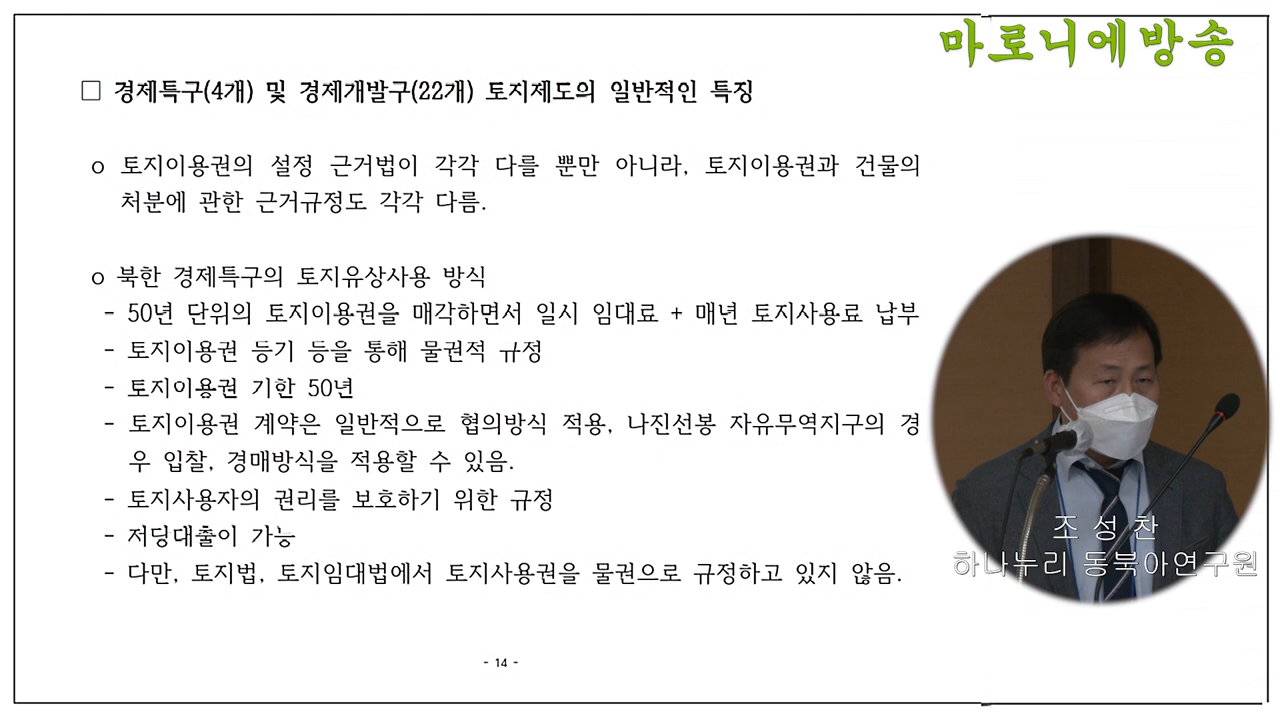 마로니에방송
□ 경제특구(4개) 및 경제개발구(22개) 토지제도의 일반적인 특징
o 토지이용권의 설정 근거법이 각각 다를 뿐만 아니라, 토지이용권과 건물의
처분에 관한 근거규정도 각각 다름.
o 북한 경제특구의 토지유상사용 방식
- 50년 단위의 토지이용권을 매각하면서 일시 임대료 + 매년 토지사용료 납부
- 토지이용권 등기 등을 통해 물권적 규정
- 토지이용권 기한 50년
- 토지이용권 계약은 일반적으로 협의방식 적용, 나진선봉 자유무역지구의 경
우 입찰, 경매방식을 적용할 수 있음.
- 토지사용자의 권리를 보호하기 위한 규정
- 저당대출이 가능
- 다만, 토지법, 토지임대법에서 토지사용권을 물권으로 규정하고 있지 않음.
조 성 찬
하나누리 동북아연구원
- 14 -